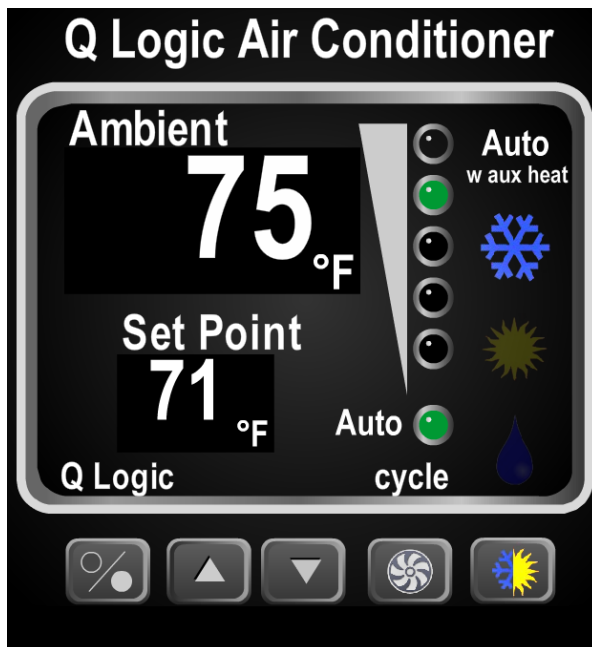 Q Logic Air Conditioner
Ambient
75 °F
Auto
w aux heat
Set Point
71 °F
Auto
Q Logic
cycle